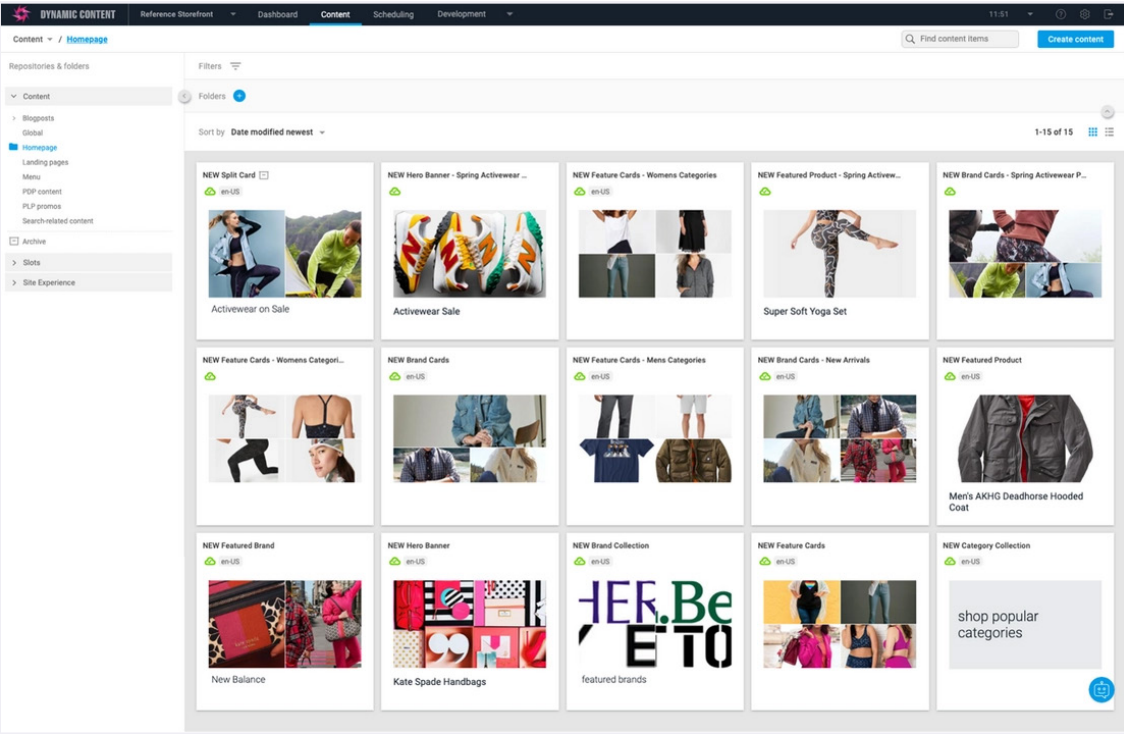 DYNAMIC CONTENT
Reference Storefront
Dashboard
Content
Scheduling
Development
11:51
Content / Homepage
Find content items
Create content
Repositories & folders
Filters
Content
Folders
Blogposts
Global
Homepage
Landing pages
Menu
PDP content
PLP promos
Search-related content
Archive
Slots
Site Experience
Sort by Date modified newest
1-15 of 15
NEW Split Card
en-US
Activewear on Sale
NEW Hero Banner - Spring Activewear ...
Activewear Sale
NEW Feature Cards - Womens Categories
en-US
NEW Featured Product - Spring Activew...
Super Soft Yoga Set
NEW Brand Cards - Spring Activewear P...
NEW Feature Cards - Womens Categori...
NEW Brand Cards
en-US
NEW Feature Cards - Mens Categories
en-US
NEW Brand Cards - New Arrivals
en-US
NEW Featured Product
en-US
Men's AKHG Deadhorse Hooded
Coat
NEW Featured Brand
en-US
New Balance
NEW Hero Banner
en-US
Kate Spade Handbags
NEW Brand Collection
en-US
HER.Be
E TO
featured brands
NEW Feature Cards
en-US
NEW Category Collection
en-US
shop popular
categories